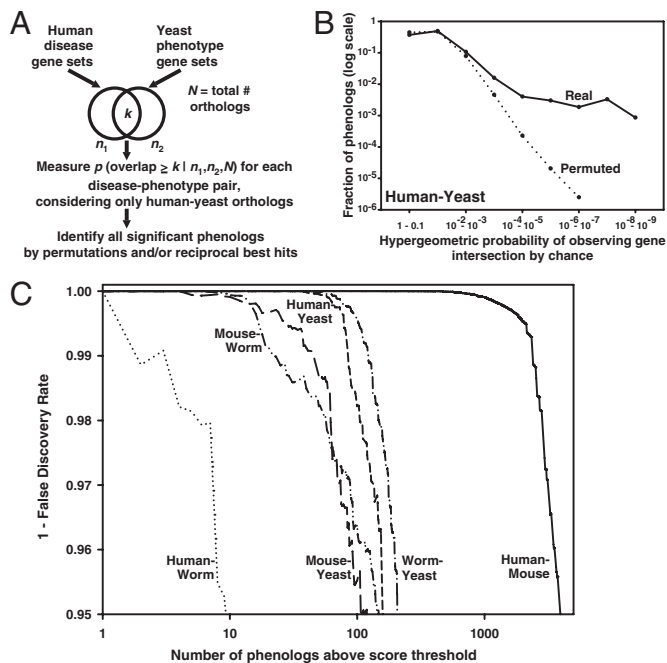 A
Human
disease
gene sets
Yeast
phenotype
gene sets
N = total #
orthologs
k
n1
n2
Measure p (overlap ≥ k | n1,n2,N) for each
disease-phenotype pair,
considering only human-yeast orthologs
Identify all significant phenologs
by permutations and/or reciprocal best hits
B
Fraction of phenologs (log scale)
1
10-1
10-2
10-3
10-4
10-5
10-6
Real
Permuted
Human-Yeast
1 - 0.1
10-2 - 10-3
10-4 - 10-5
10-6 - 10-7
10-8 - 10-9
Hypergeometric probability of observing gene
intersection by chance
C
1 - False Discovery Rate
1.00
0.99
0.98
0.97
0.96
0.95
Human-
Yeast
Mouse-
Worm
Human-
Worm
Mouse-
Yeast
Worm-
Yeast
Human-
Mouse
1
10
100
1000
Number of phenologs above score threshold